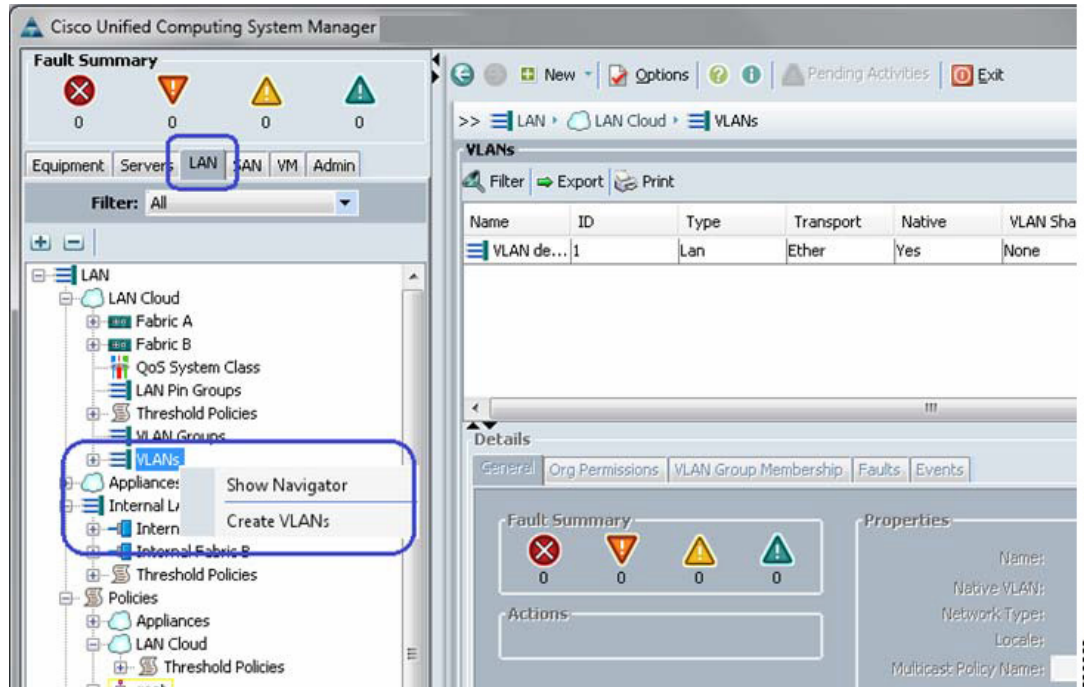 Cisco Unified Computing System Manager
Fault Summary
0 0 0 0
Equipment Servers LAN SAN VM Admin
Filter: All
LAN
LAN Cloud
Fabric A
Fabric B
QoS System Class
LAN Pin Groups
Threshold Policies
VLAN Groups
VLANs
Appliances
Internal L
Intern
Internal Fabric B
Threshold Policies
Policies
Appliances
LAN Cloud
Threshold Policies
Show Navigator
Create VLANs
New Options Pending Activities Exit
>> LAN LAN Cloud VLANs
VLANs
Filter Export Print
Name ID Type Transport Native VLAN Sha
VLAN de... 1 Lan Ether Yes None
Details
General Org Permissions VLAN Group Membership Faults Events
Fault Summary
0 0 0 0
Actions
Properties
Name:
Native VLAN:
Network Type:
Locale:
Multicast Policy Name: